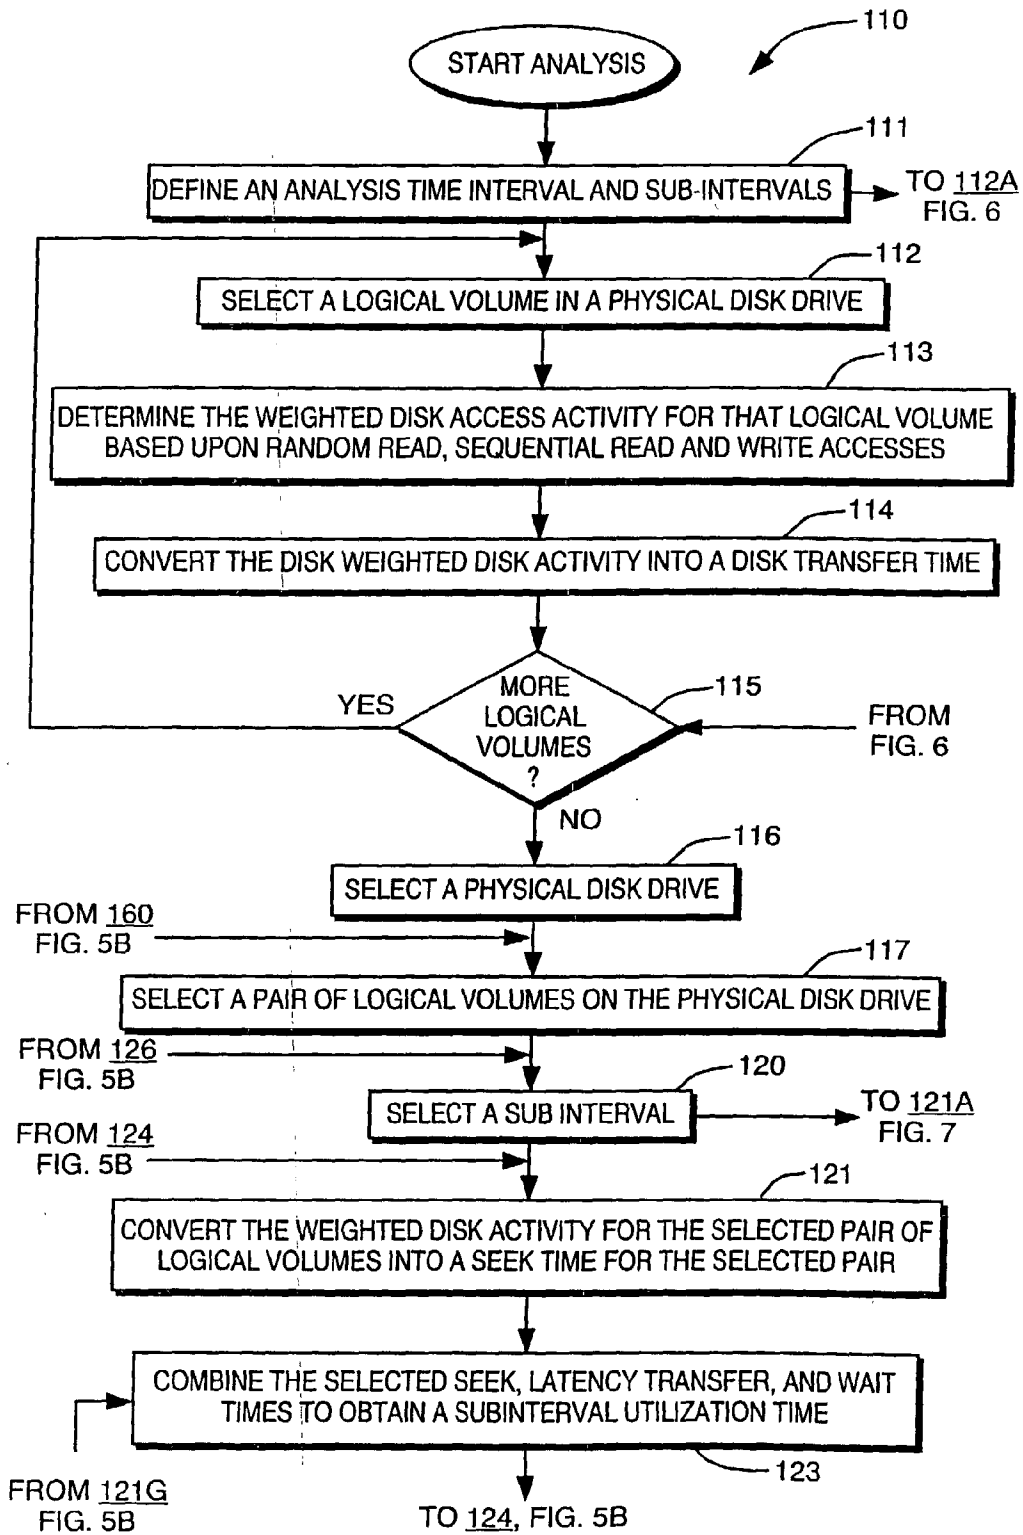 110
START ANALYSIS
111
DEFINE AN ANALYSIS TIME INTERVAL AND SUB-INTERVALS
TO 112A
FIG. 6
112
SELECT A LOGICAL VOLUME IN A PHYSICAL DISK DRIVE
113
DETERMINE THE WEIGHTED DISK ACCESS ACTIVITY FOR THAT LOGICAL VOLUME
BASED UPON RANDOM READ, SEQUENTIAL READ AND WRITE ACCESSES
114
CONVERT THE DISK WEIGHTED DISK ACTIVITY INTO A DISK TRANSFER TIME
115
YES
MORE
LOGICAL
VOLUMES
?
FROM
FIG. 6
NO
116
SELECT A PHYSICAL DISK DRIVE
FROM 160
FIG. 5B
117
SELECT A PAIR OF LOGICAL VOLUMES ON THE PHYSICAL DISK DRIVE
FROM 126
FIG. 5B
120
SELECT A SUB INTERVAL
TO 121A
FIG. 7
FROM 124
FIG. 5B
121
CONVERT THE WEIGHTED DISK ACTIVITY FOR THE SELECTED PAIR OF
LOGICAL VOLUMES INTO A SEEK TIME FOR THE SELECTED PAIR
COMBINE THE SELECTED SEEK, LATENCY TRANSFER, AND WAIT
TIMES TO OBTAIN A SUBINTERVAL UTILIZATION TIME
123
FROM 121G
FIG. 5B
TO 124, FIG. 5B